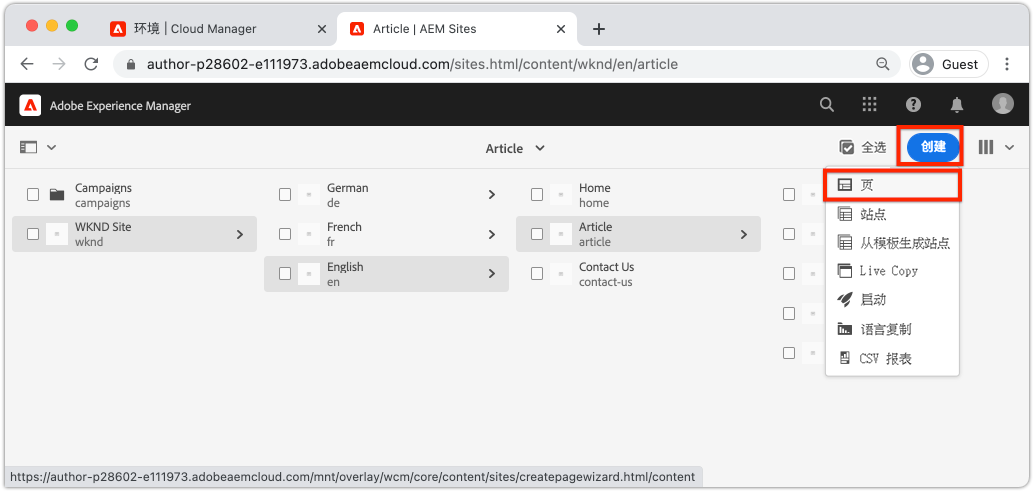 环境 | Cloud Manager
Article | AEM Sites
author-p28602-e111973.adobeaemcloud.com/sites.html/content/wknd/en/article
Guest
Adobe Experience Manager
Article
全选
创建
Campaigns
campaigns
WKND Site
wknd
German
de
French
fr
English
en
Home
home
Article
article
Contact Us
contact-us
页
站点
从模板生成站点
Live Copy
启动
语言复制
CSV 报表
https://author-p28602-e111973.adobeaemcloud.com/mnt/overlay/wcm/core/content/sites/createpagewizard.html/content